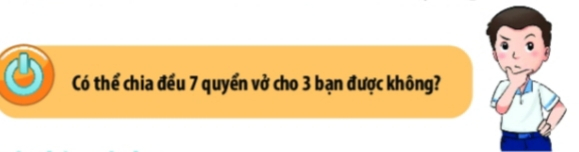 Có thể chia đều 7 quyển vở cho 3 bạn được không?